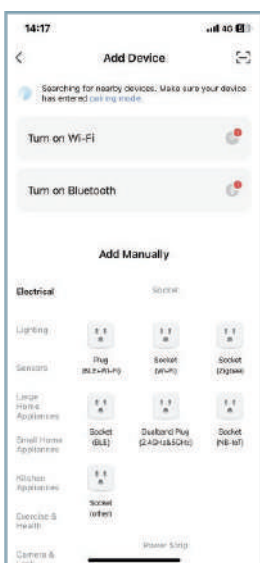 14:17
4G
Add Device
Searching for nearby devices. Make sure your device
has entered pairing mode.
Turn on Wi-Fi
Turn on Bluetooth
Add Manually
Electrical
Socket
Lighting
Plug
(BLE+Wi-Fi)
Socket
(Wi-Fi)
Socket
(Zigbee)
Sensors
Large
Home
Appliances
Socket
(BLE)
Dualband Plug
(2.4GHz&5GHz)
Socket
(NB-IoT)
Small Home
Appliances
Kitchen
Appliances
Socket
(other)
Exercise &
Health
Power Strip
Camera &